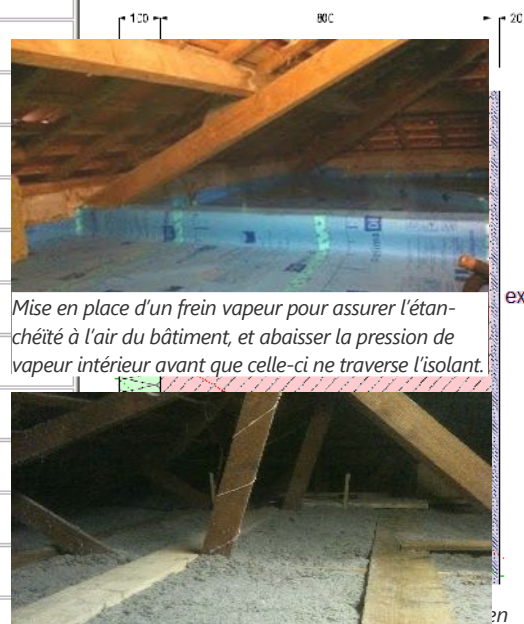 100
800
20
Mise en place d'un frein vapeur pour assurer l'étan-
chéïté à l'air du bâtiment, et abaisser la pression de
vapeur intérieur avant que celle-ci ne traverse l'isolant.
ex
en